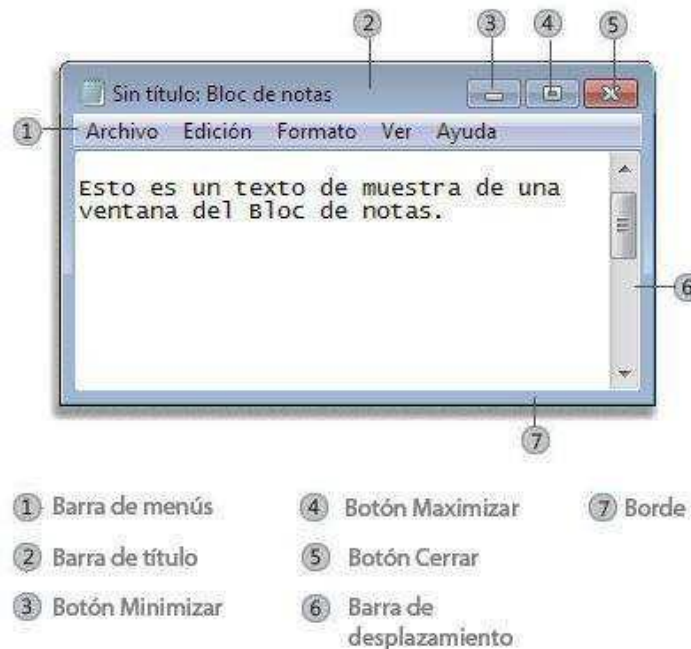 2 3 4 5
Sin título: Bloc de notas
1 Archivo Edición Formato Ver Ayuda
Esto es un texto de muestra de una
ventana del Bloc de notas.
6
7
1 Barra de menús
2 Barra de título
3 Botón Minimizar
4 Botón Maximizar
5 Botón Cerrar
6 Barra de
desplazamiento
7 Borde